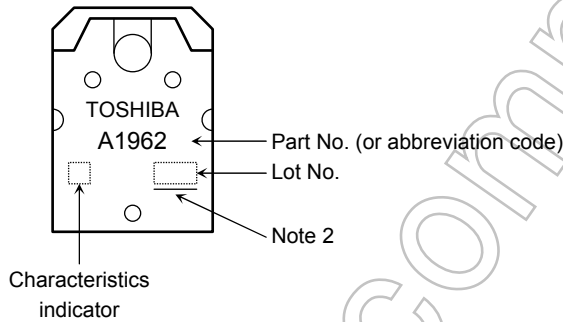 TOSHIBA
A1962
Part No. (or abbreviation code)
Lot No.
Note 2
Characteristics
indicator